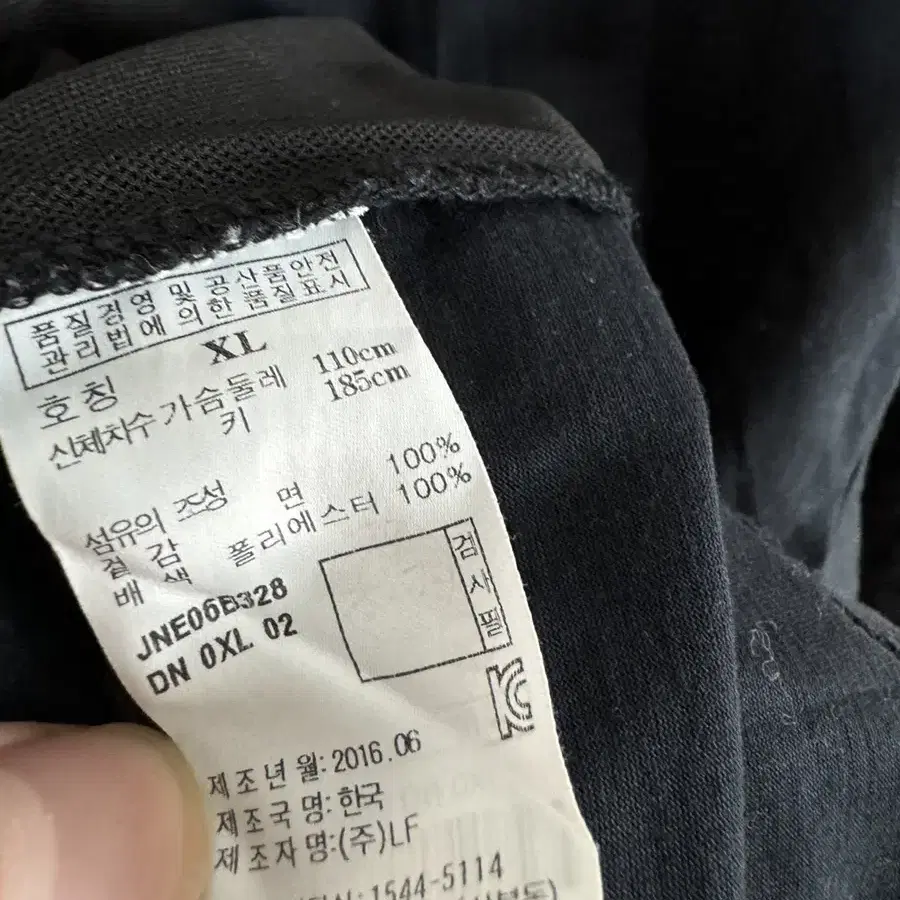 품질경영 및 공산품안전
관리법에 의한 품질표시
호칭 XL
신체치수 가슴둘레 110cm
키 185cm
섬유의 조성 면 100%
겉감 폴리에스터 100%
배색
JNE06B328
DN 0XL 02
검사필
제조년월: 2016.06
제조국명: 한국
제조자명: (주)LF
1544-5114